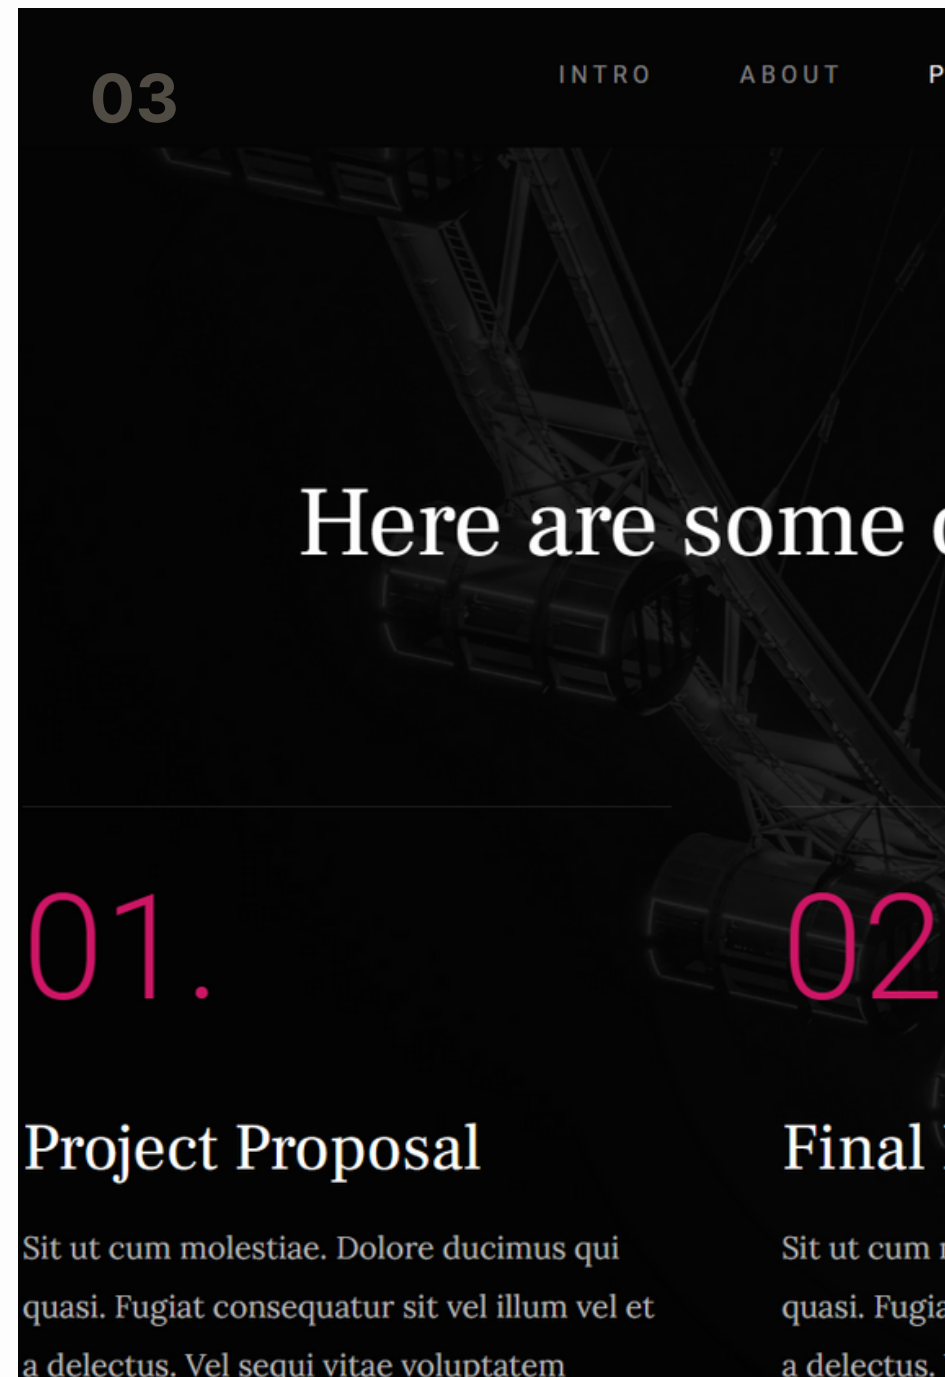 03
INTRO ABOUT
Here are some
01.
02
Project Proposal
Final
Sit ut cum molestiae. Dolore ducimus qui
quasi. Fugiat consequatur sit vel illum vel et
a delectus. Vel sequi vitae voluptatem
Sit ut cum
quasi.
a delectus.